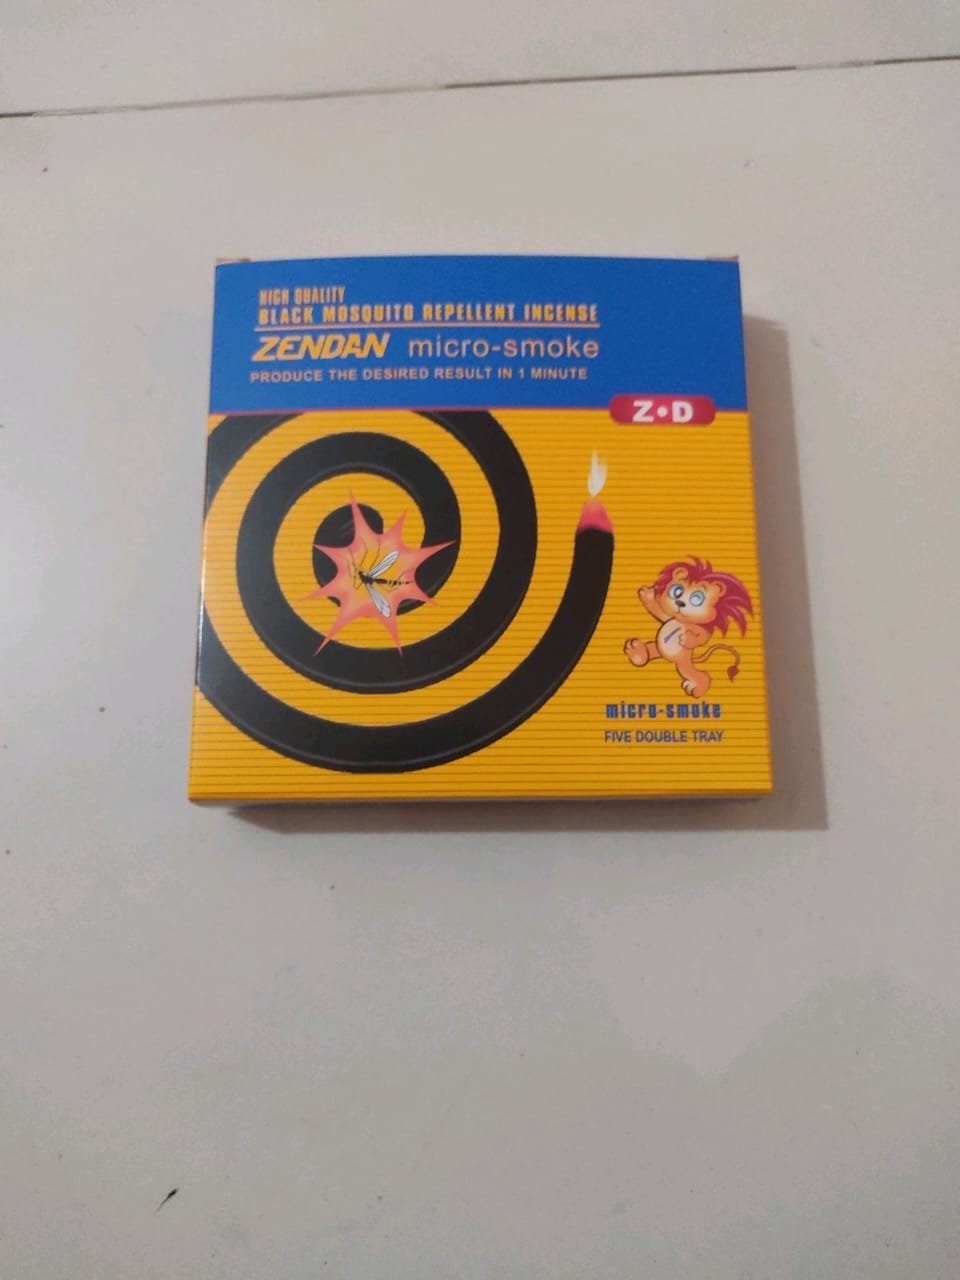 HIGH QUALITY
BLACK MOSQUITO REPELLENT INCENSE
ZENDAN micro-smoke
PRODUCE THE DESIRED RESULT IN 1 MINUTE
Z•D
micro-smoke
FIVE DOUBLE TRAY